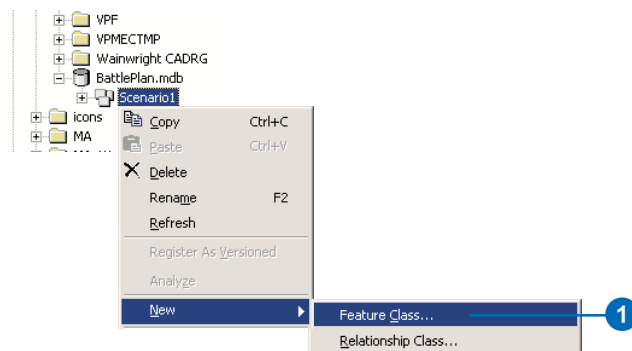 VPF
VPMECTMP
Wainwright CADRG
BattlePlan.mdb
Scenario1
icons
MA
Copy Ctrl+C
Paste Ctrl+V
Delete
Rename F2
Refresh
Register As Versioned
Analyze
New
Feature Class... 1
Relationship Class...